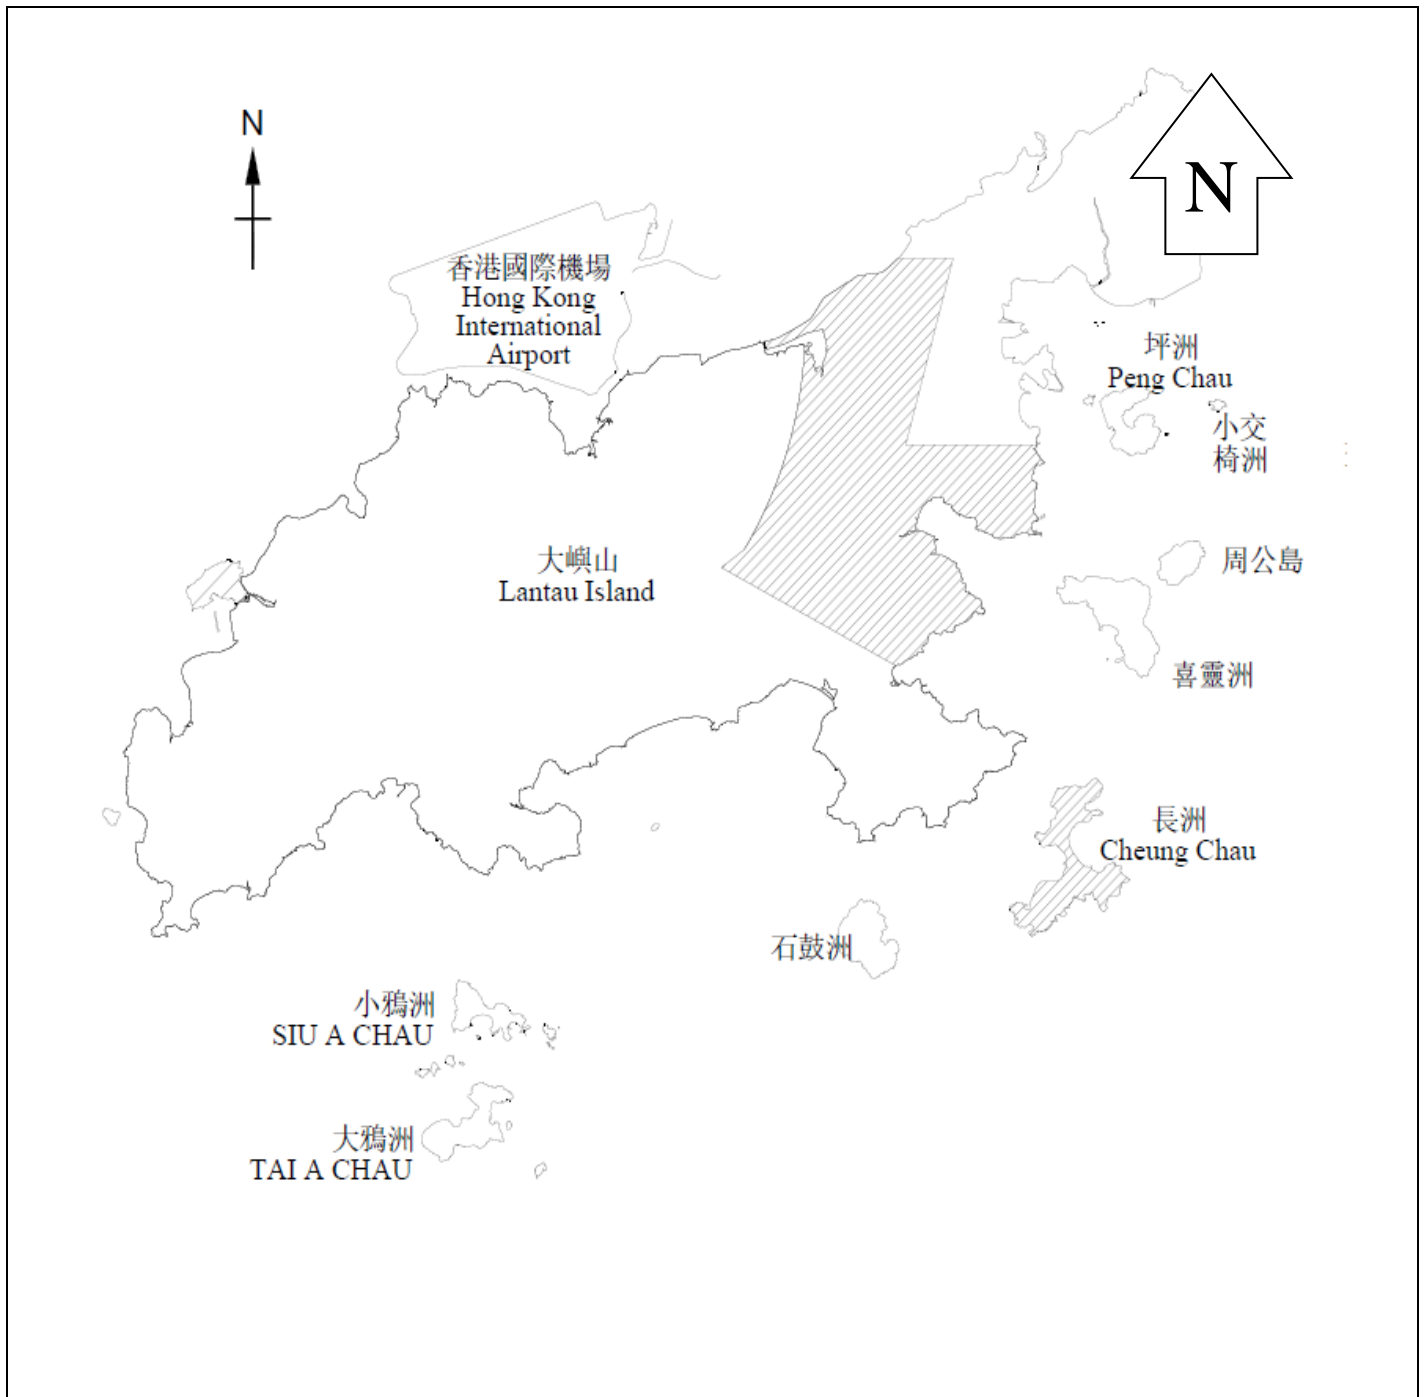 N
N
香港國際機場
Hong Kong
International
Airport
坪洲
Peng Chau
小交
椅洲
大嶼山
Lantau Island
周公島
喜靈洲
長洲
Cheung Chau
石鼓洲
小鴉洲
SIU A CHAU
大鴉洲
TAI A CHAU